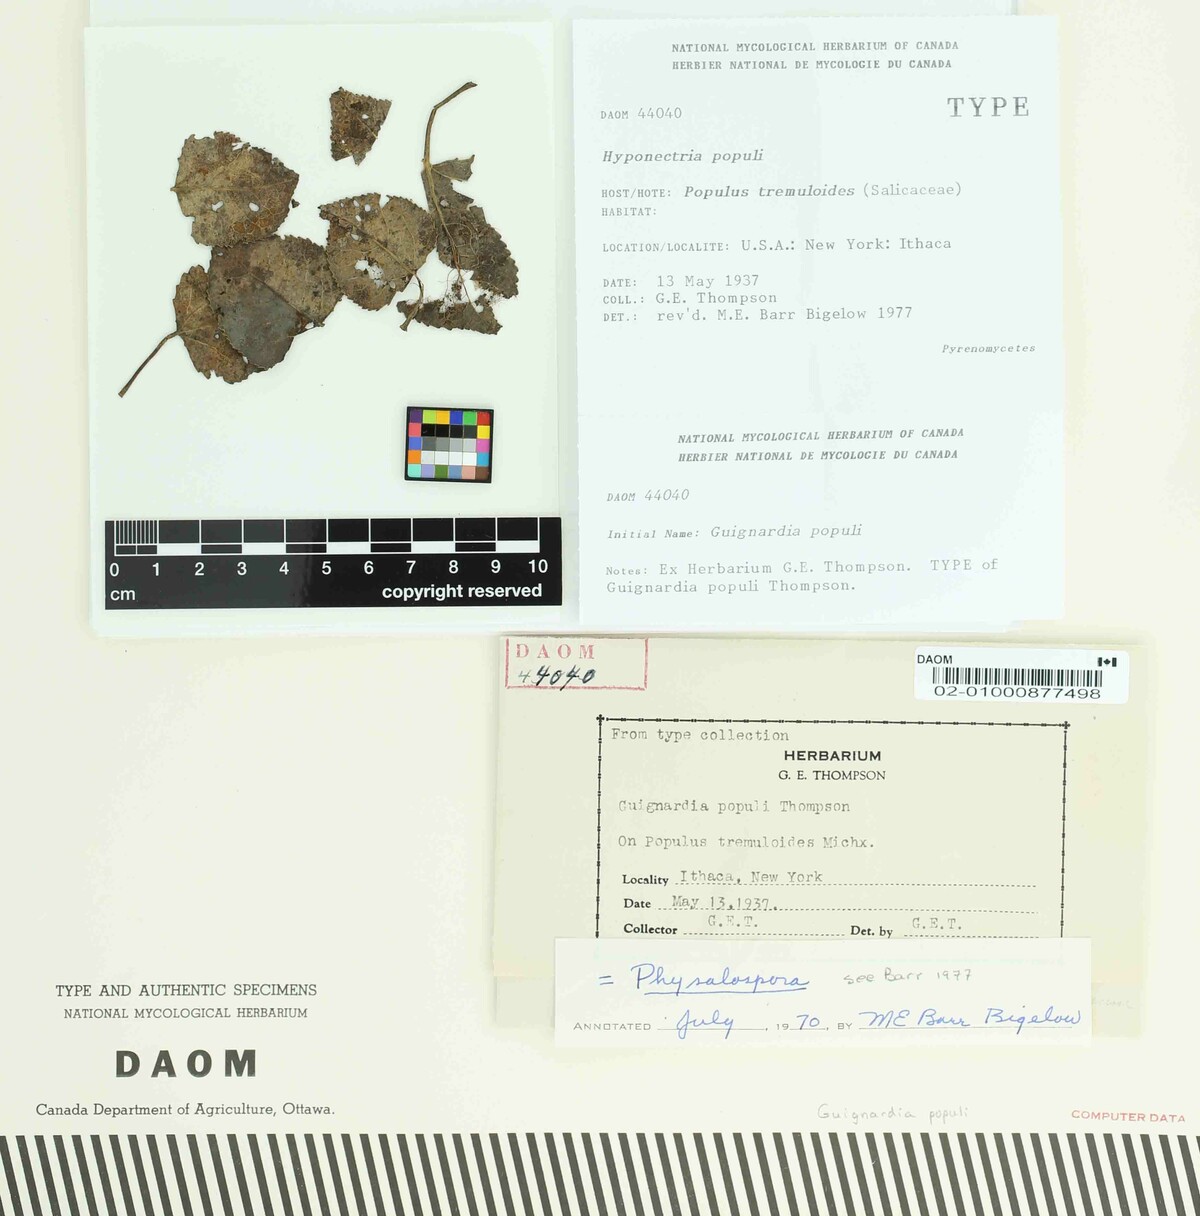 NATIONAL MYCOLOGICAL HERBARIUM OF CANADA
HERBIER NATIONAL DE MYCOLOGIE DU CANADA
DAOM 44040
TYPE
Hyponectria populi
HOST/HOTE: Populus tremuloides (Salicaceae)
HABITAT:
LOCATION/LOCALITE: U.S.A.: New York: Ithaca
DATE: 13 May 1937
COLL.: G.E. Thompson
DET.: rev'd. M.E. Barr Bigelow 1977
Pyrenomycetes
NATIONAL MYCOLOGICAL HERBARIUM OF CANADA
HERBIER NATIONAL DE MYCOLOGIE DU CANADA
DAOM 44040
Initial Name: Guignardia populi
Notes: Ex Herbarium G.E. Thompson. TYPE of
Guignardia populi Thompson.
0 1 2 3 4 5 6 7 8 9 10
cm copyright reserved
DAOM
44040
DAOM
02-01000877498
From type collection
HERBARIUM
G. E. THOMPSON
Guignardia populi Thompson
On Populus tremuloides Michx.
Locality Ithaca, New York
Date May 13,1937.
Collector G.E.T. Det. by G.E.T.
= Physalospora see Barr 1977
ANNOTATED July, 1970, BY ME Barr Bigelow
TYPE AND AUTHENTIC SPECIMENS
NATIONAL MYCOLOGICAL HERBARIUM
DAOM
Canada Department of Agriculture, Ottawa.
Guignardia populi
COMPUTER DATA